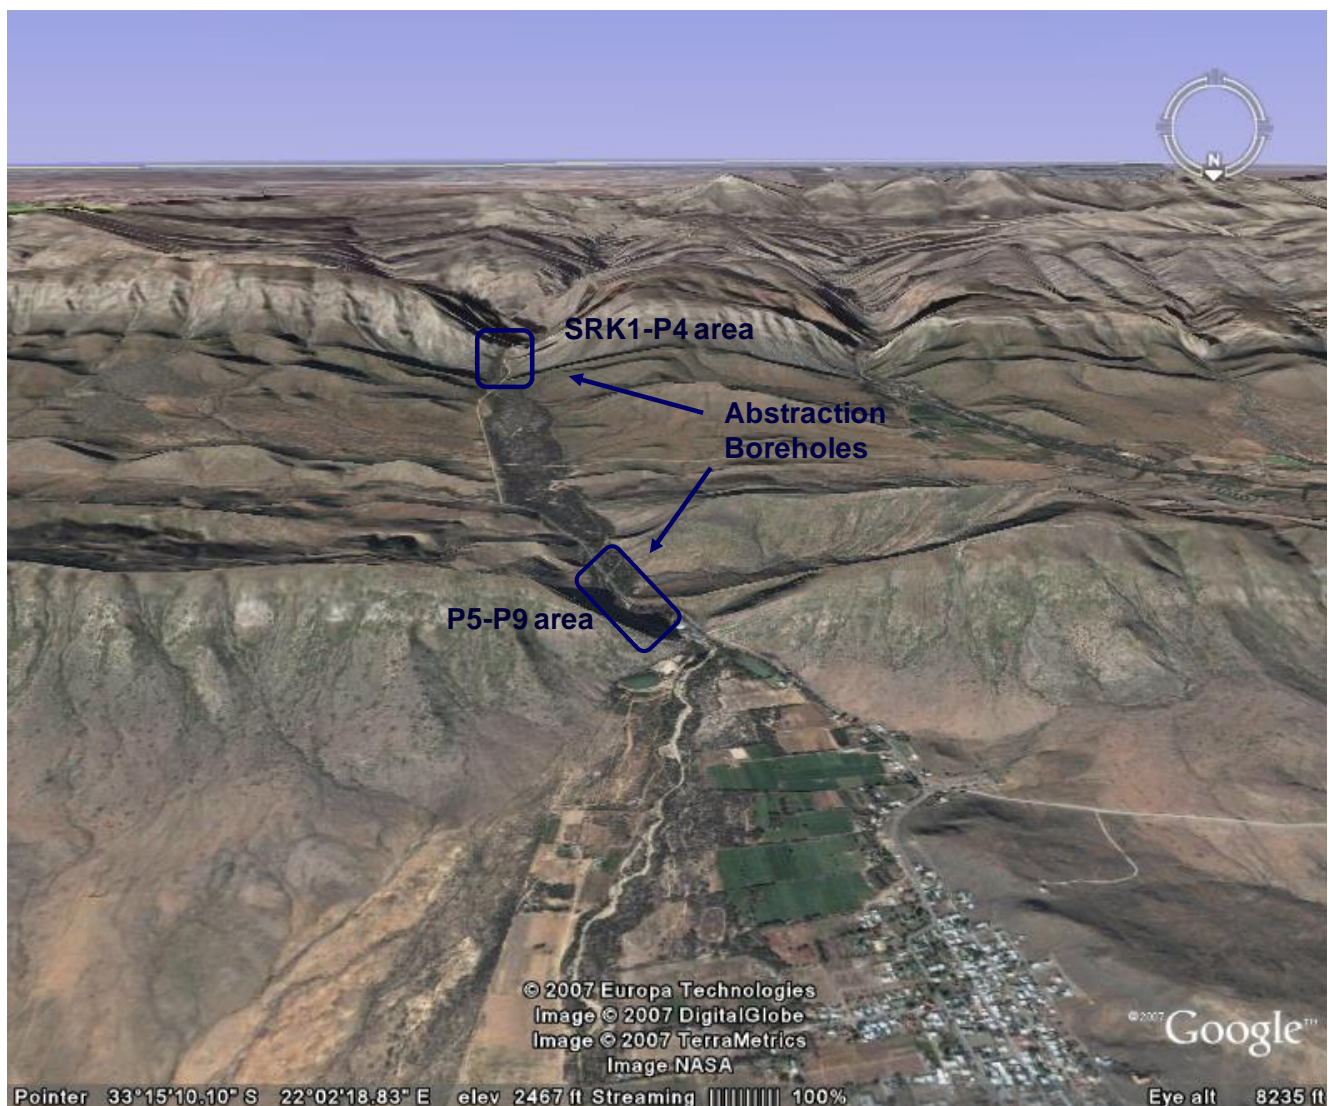 N
SRK1-P4 area
Abstraction
Boreholes
P5-P9 area
© 2007 Europa Technologies
Image © 2007 DigitalGlobe
Image © 2007 TerraMetrics
Image NASA
© 2007 Google™
Pointer 33°15'10.10" S 22°02'18.83" E elev 2467 ft Streaming ||||||||| 100% Eye alt 8235 ft